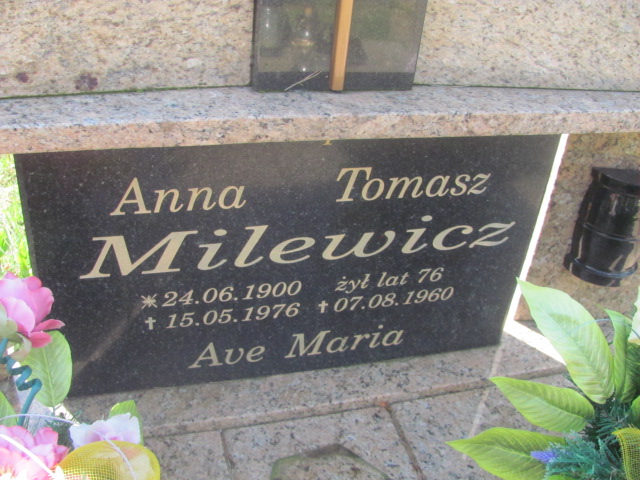 Anna Tomasz
Milewicz
* 24.06.1900 żył lat 76
† 15.05.1976 † 07.08.1960
Ave Maria